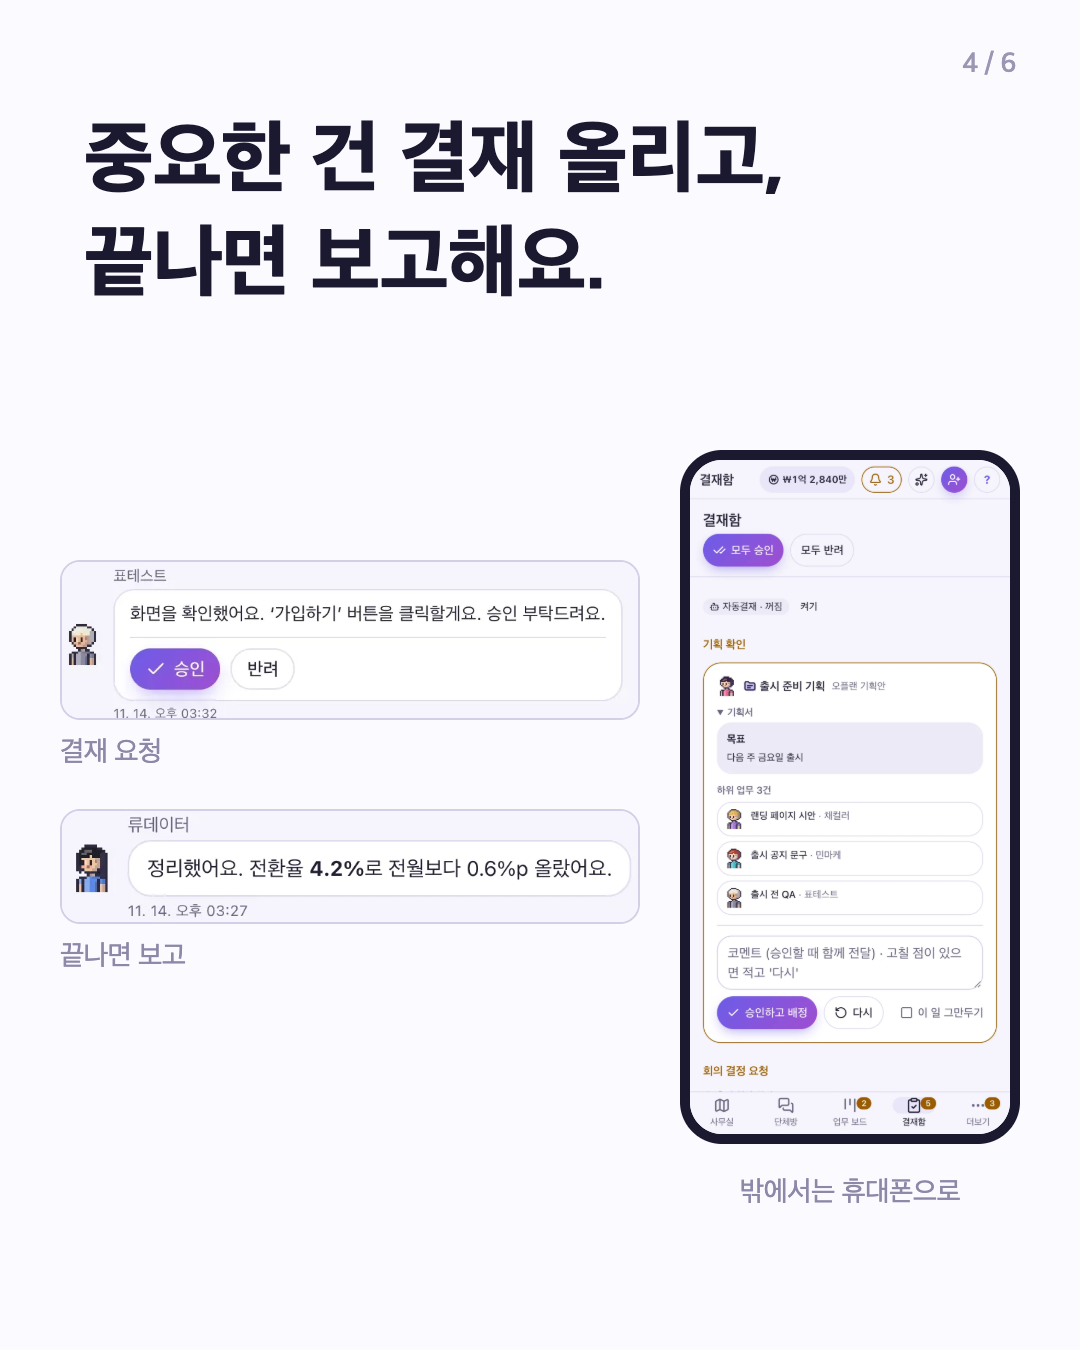 4 / 6
중요한 건 결재 올리고,
끝나면 보고해요.
표테스트
화면을 확인했어요. ‘가입하기’ 버튼을 클릭할게요. 승인 부탁드려요.
승인 반려
11. 14. 오후 03:32
결재 요청
류데이터
정리했어요. 전환율 4.2%로 전월보다 0.6%p 올랐어요.
11. 14. 오후 03:27
끝나면 보고
결재함 ₩1억 2,840만 3 ?
결재함
모두 승인 모두 반려
자동결재 · 꺼짐 켜기
기획 확인
출시 준비 기획 오플랜 기획안
▼ 기획서
목표
다음 주 금요일 출시
하위 업무 3건
랜딩 페이지 시안 · 채컬러
출시 공지 문구 · 민마케
출시 전 QA · 표테스트
코멘트 (승인할 때 함께 전달) · 고칠 점이 있으
면 적고 '다시'
승인하고 배정 다시 이 일 그만두기
회의 결정 요청
2 5 3
사무실 단체방 업무 보드 결재함 더보기
밖에서는 휴대폰으로